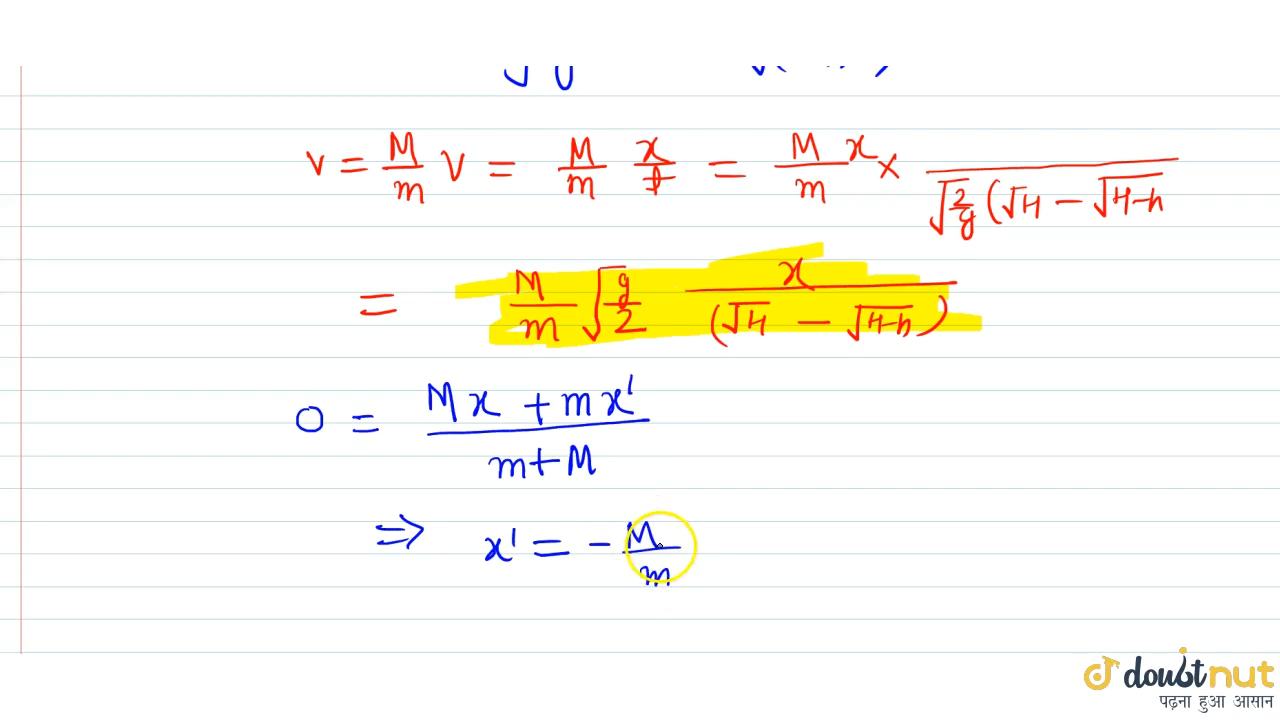 v = M/m V = M/m x/t = M x/m × 1/(√(2/g) (√H − √(H−h)
= M/m √(g/2) x/(√H − √(H−h))
0 = (Mx + mx')/(m+M)
⇒ x' = − M/m
doubtnut
पढ़ना हुआ आसान